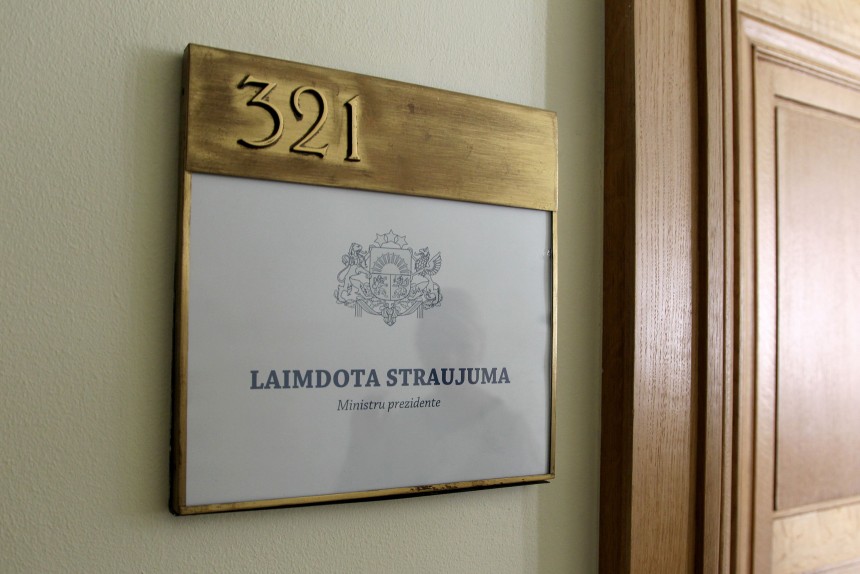 321
LAIMDOTA STRAUJUMA
Ministru prezidente